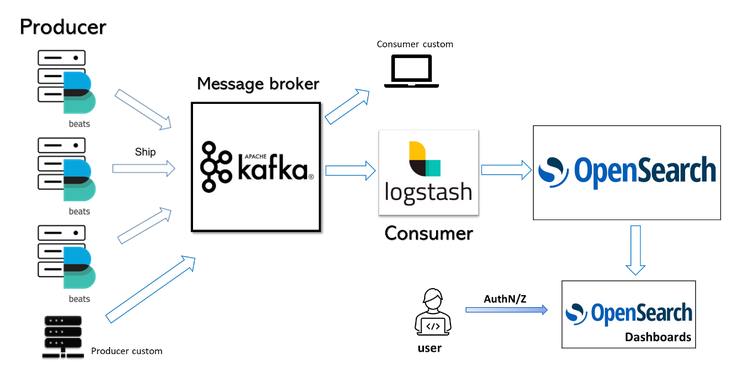 Producer
beats
beats
beats
Producer custom
Ship
Message broker
APACHE
kafka®
Consumer custom
logstash
Consumer
OpenSearch
OpenSearch
Dashboards
AuthN/Z
</>
user